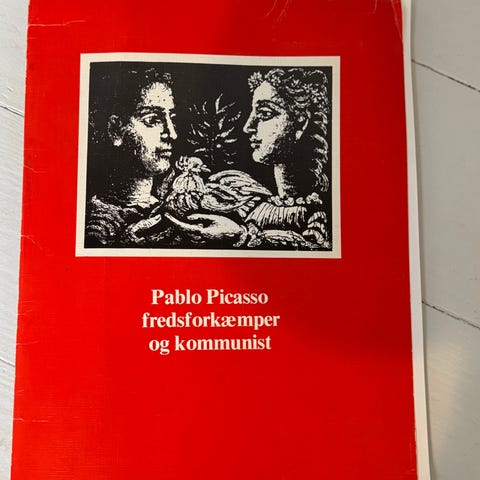 Pablo Picasso
fredsforkæmper
og kommunist